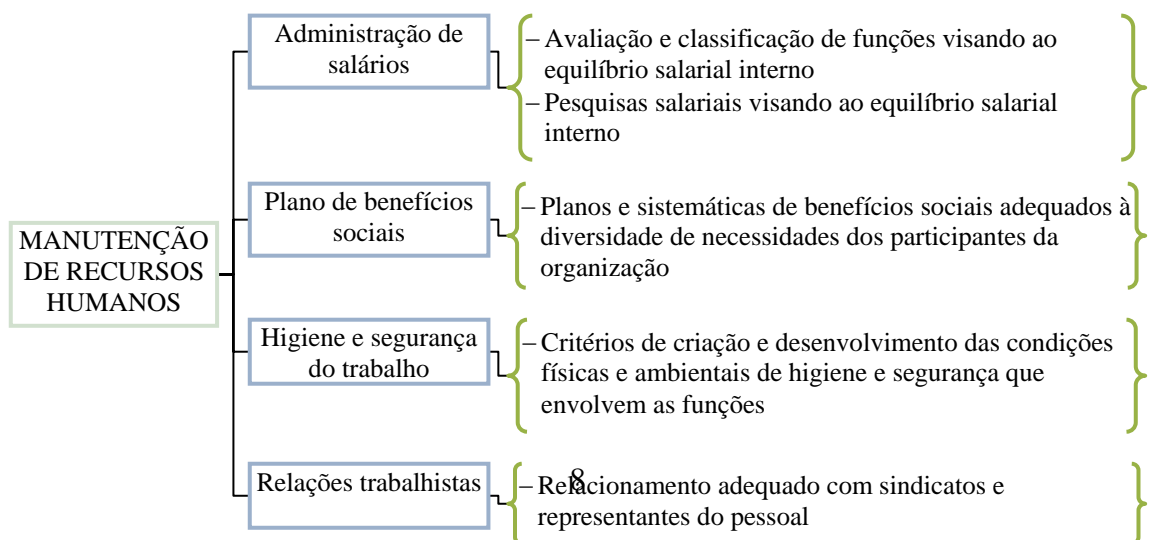 Administração de
salários
– Avaliação e classificação de funções visando ao
equilíbrio salarial interno
– Pesquisas salariais visando ao equilíbrio salarial
interno
MANUTENÇÃO
DE RECURSOS
HUMANOS
Plano de benefícios
sociais
– Planos e sistemáticas de benefícios sociais adequados à
diversidade de necessidades dos participantes da
organização
Higiene e segurança
do trabalho
– Critérios de criação e desenvolvimento das condições
físicas e ambientais de higiene e segurança que
envolvem as funções
Relações trabalhistas
– Relacionamento adequado com sindicatos e
representantes do pessoal
8